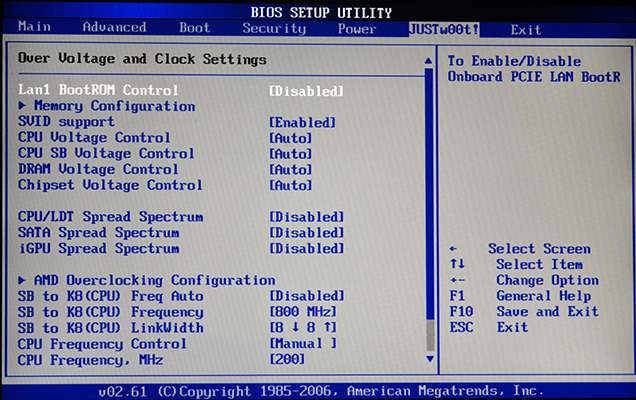 BIOS SETUP UTILITY
Main Advanced Boot Security Power JUSTw00t! Exit
Over Voltage and Clock Settings
Lan1 BootROM Control [Disabled]
▶ Memory Configuration
SVID support [Enabled]
CPU Voltage Control [Auto]
CPU SB Voltage Control [Auto]
DRAM Voltage Control [Auto]
Chipset Voltage Control [Auto]
CPU/LDT Spread Spectrum [Disabled]
SATA Spread Spectrum [Disabled]
iGPU Spread Spectrum [Disabled]
▶ AMD Overclocking Configuration
SB to K8(CPU) Freq Auto [Disabled]
SB to K8(CPU) Frequency [800 MHz]
SB to K8(CPU) LinkWidth [8 ↓ 8 ↑]
CPU Frequency Control [Manual ]
CPU Frequency, MHz [200]
To Enable/Disable
Onboard PCIE LAN BootR
← Select Screen
↑↓ Select Item
+- Change Option
F1 General Help
F10 Save and Exit
ESC Exit
v02.61 (C)Copyright 1985-2006, American Megatrends, Inc.